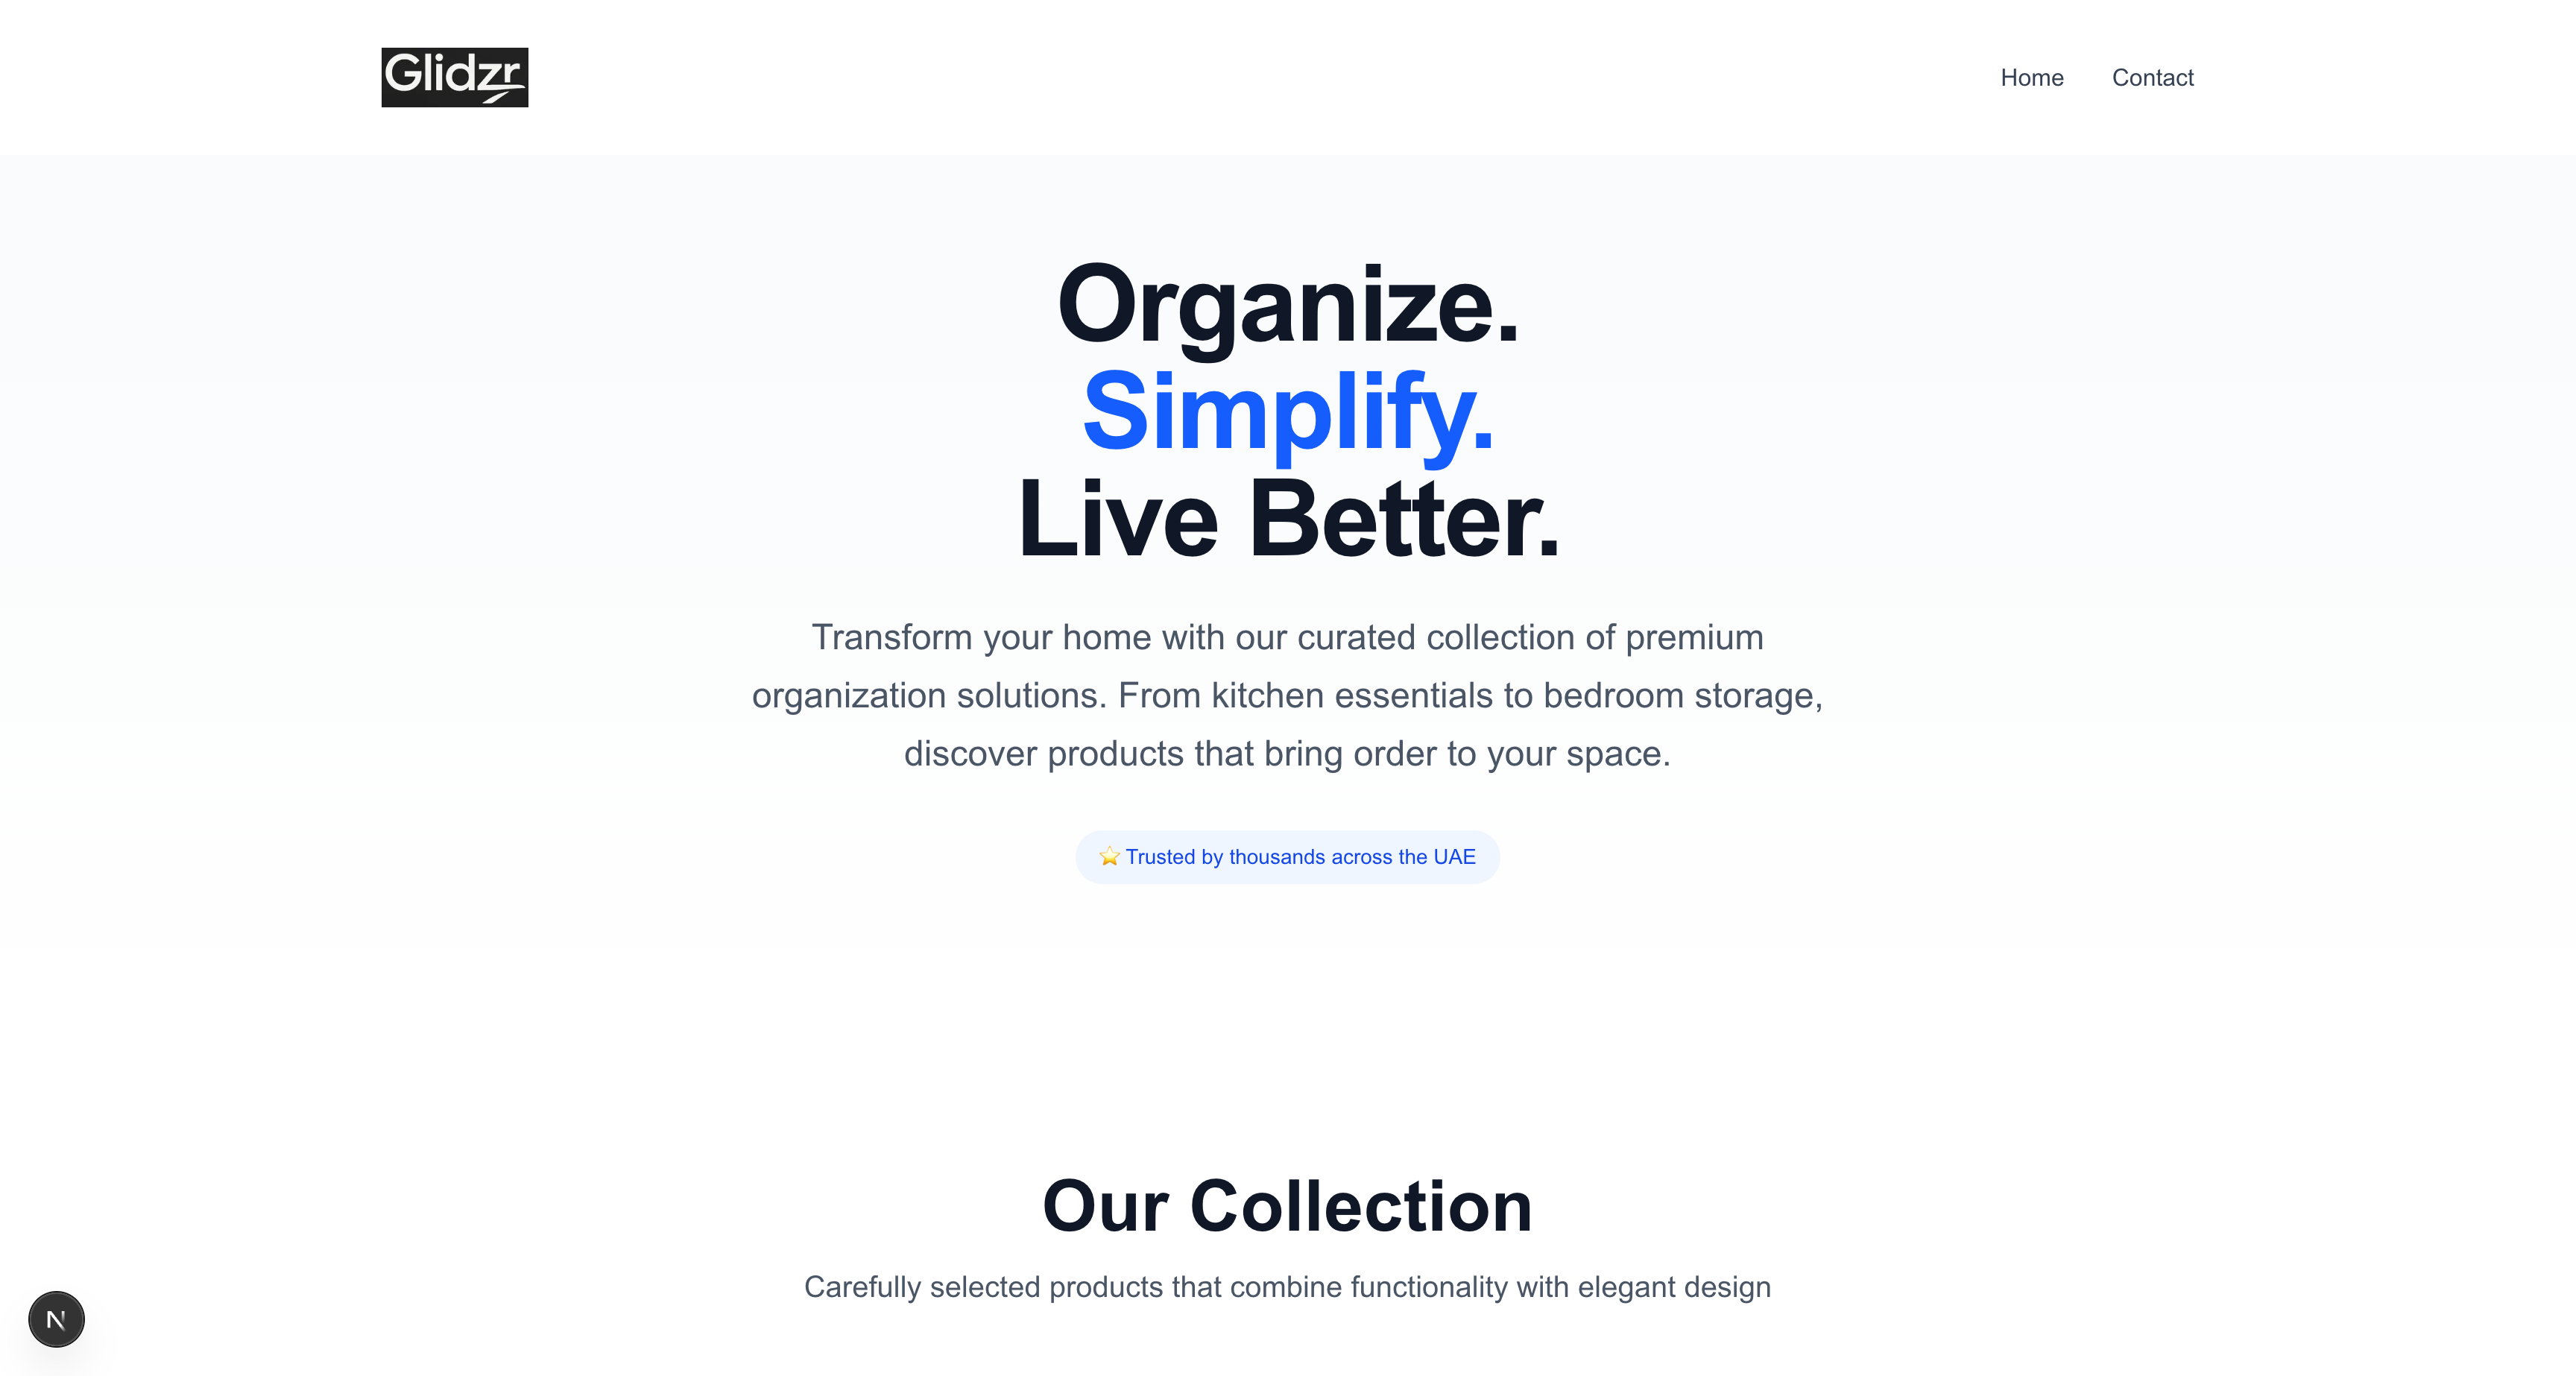 Glidzr
Home
Contact
Organize.
Simplify.
Live Better.
Transform your home with our curated collection of premium
organization solutions. From kitchen essentials to bedroom storage,
discover products that bring order to your space.
⭐ Trusted by thousands across the UAE
Our Collection
Carefully selected products that combine functionality with elegant design
N